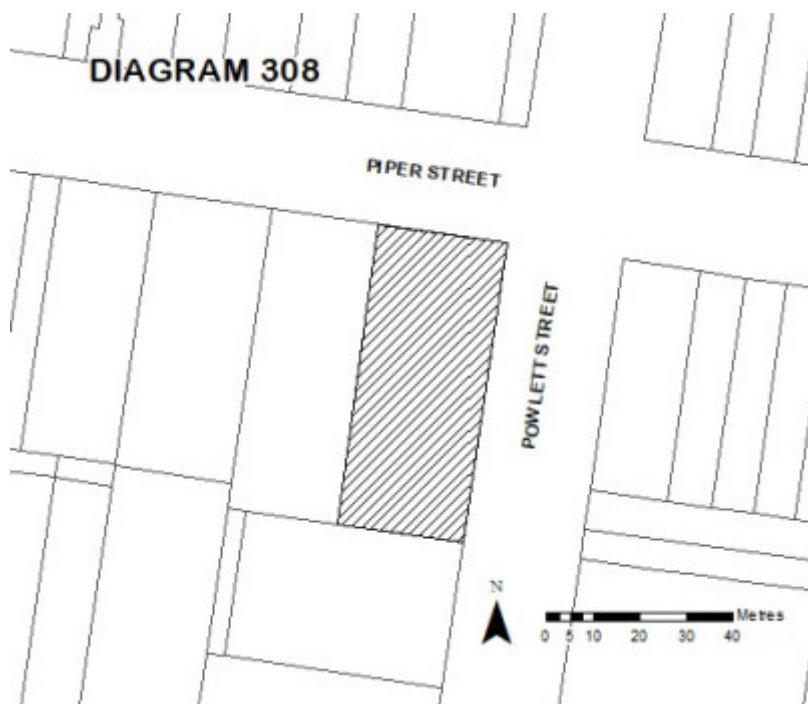 DIAGRAM 308
PIPER STREET
POWLETT STREET
N
Metres
0 5 10 20 30 40